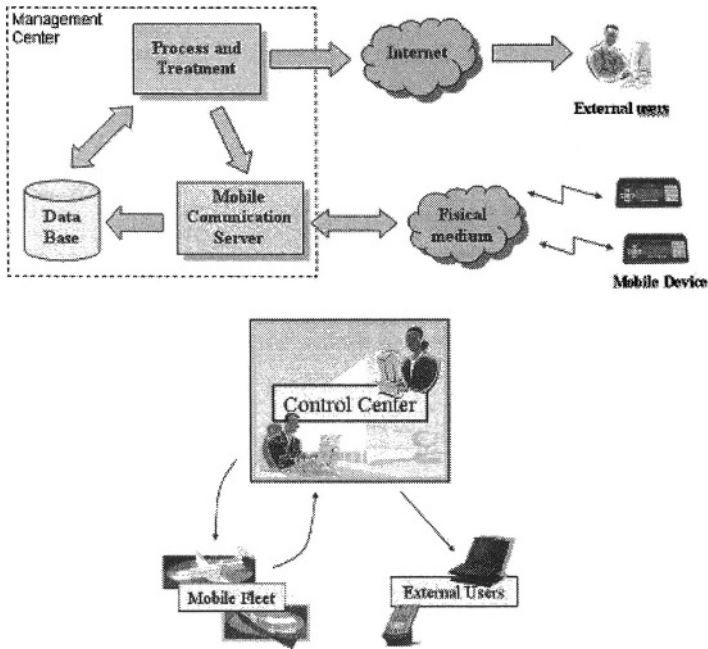 Management
Center
Process and
Treatment
Internet
External users
Data
Base
Mobile
Comunication
Server
Fisical
medium
Mobile Device
Control Center
Mobile Fleet
External Users